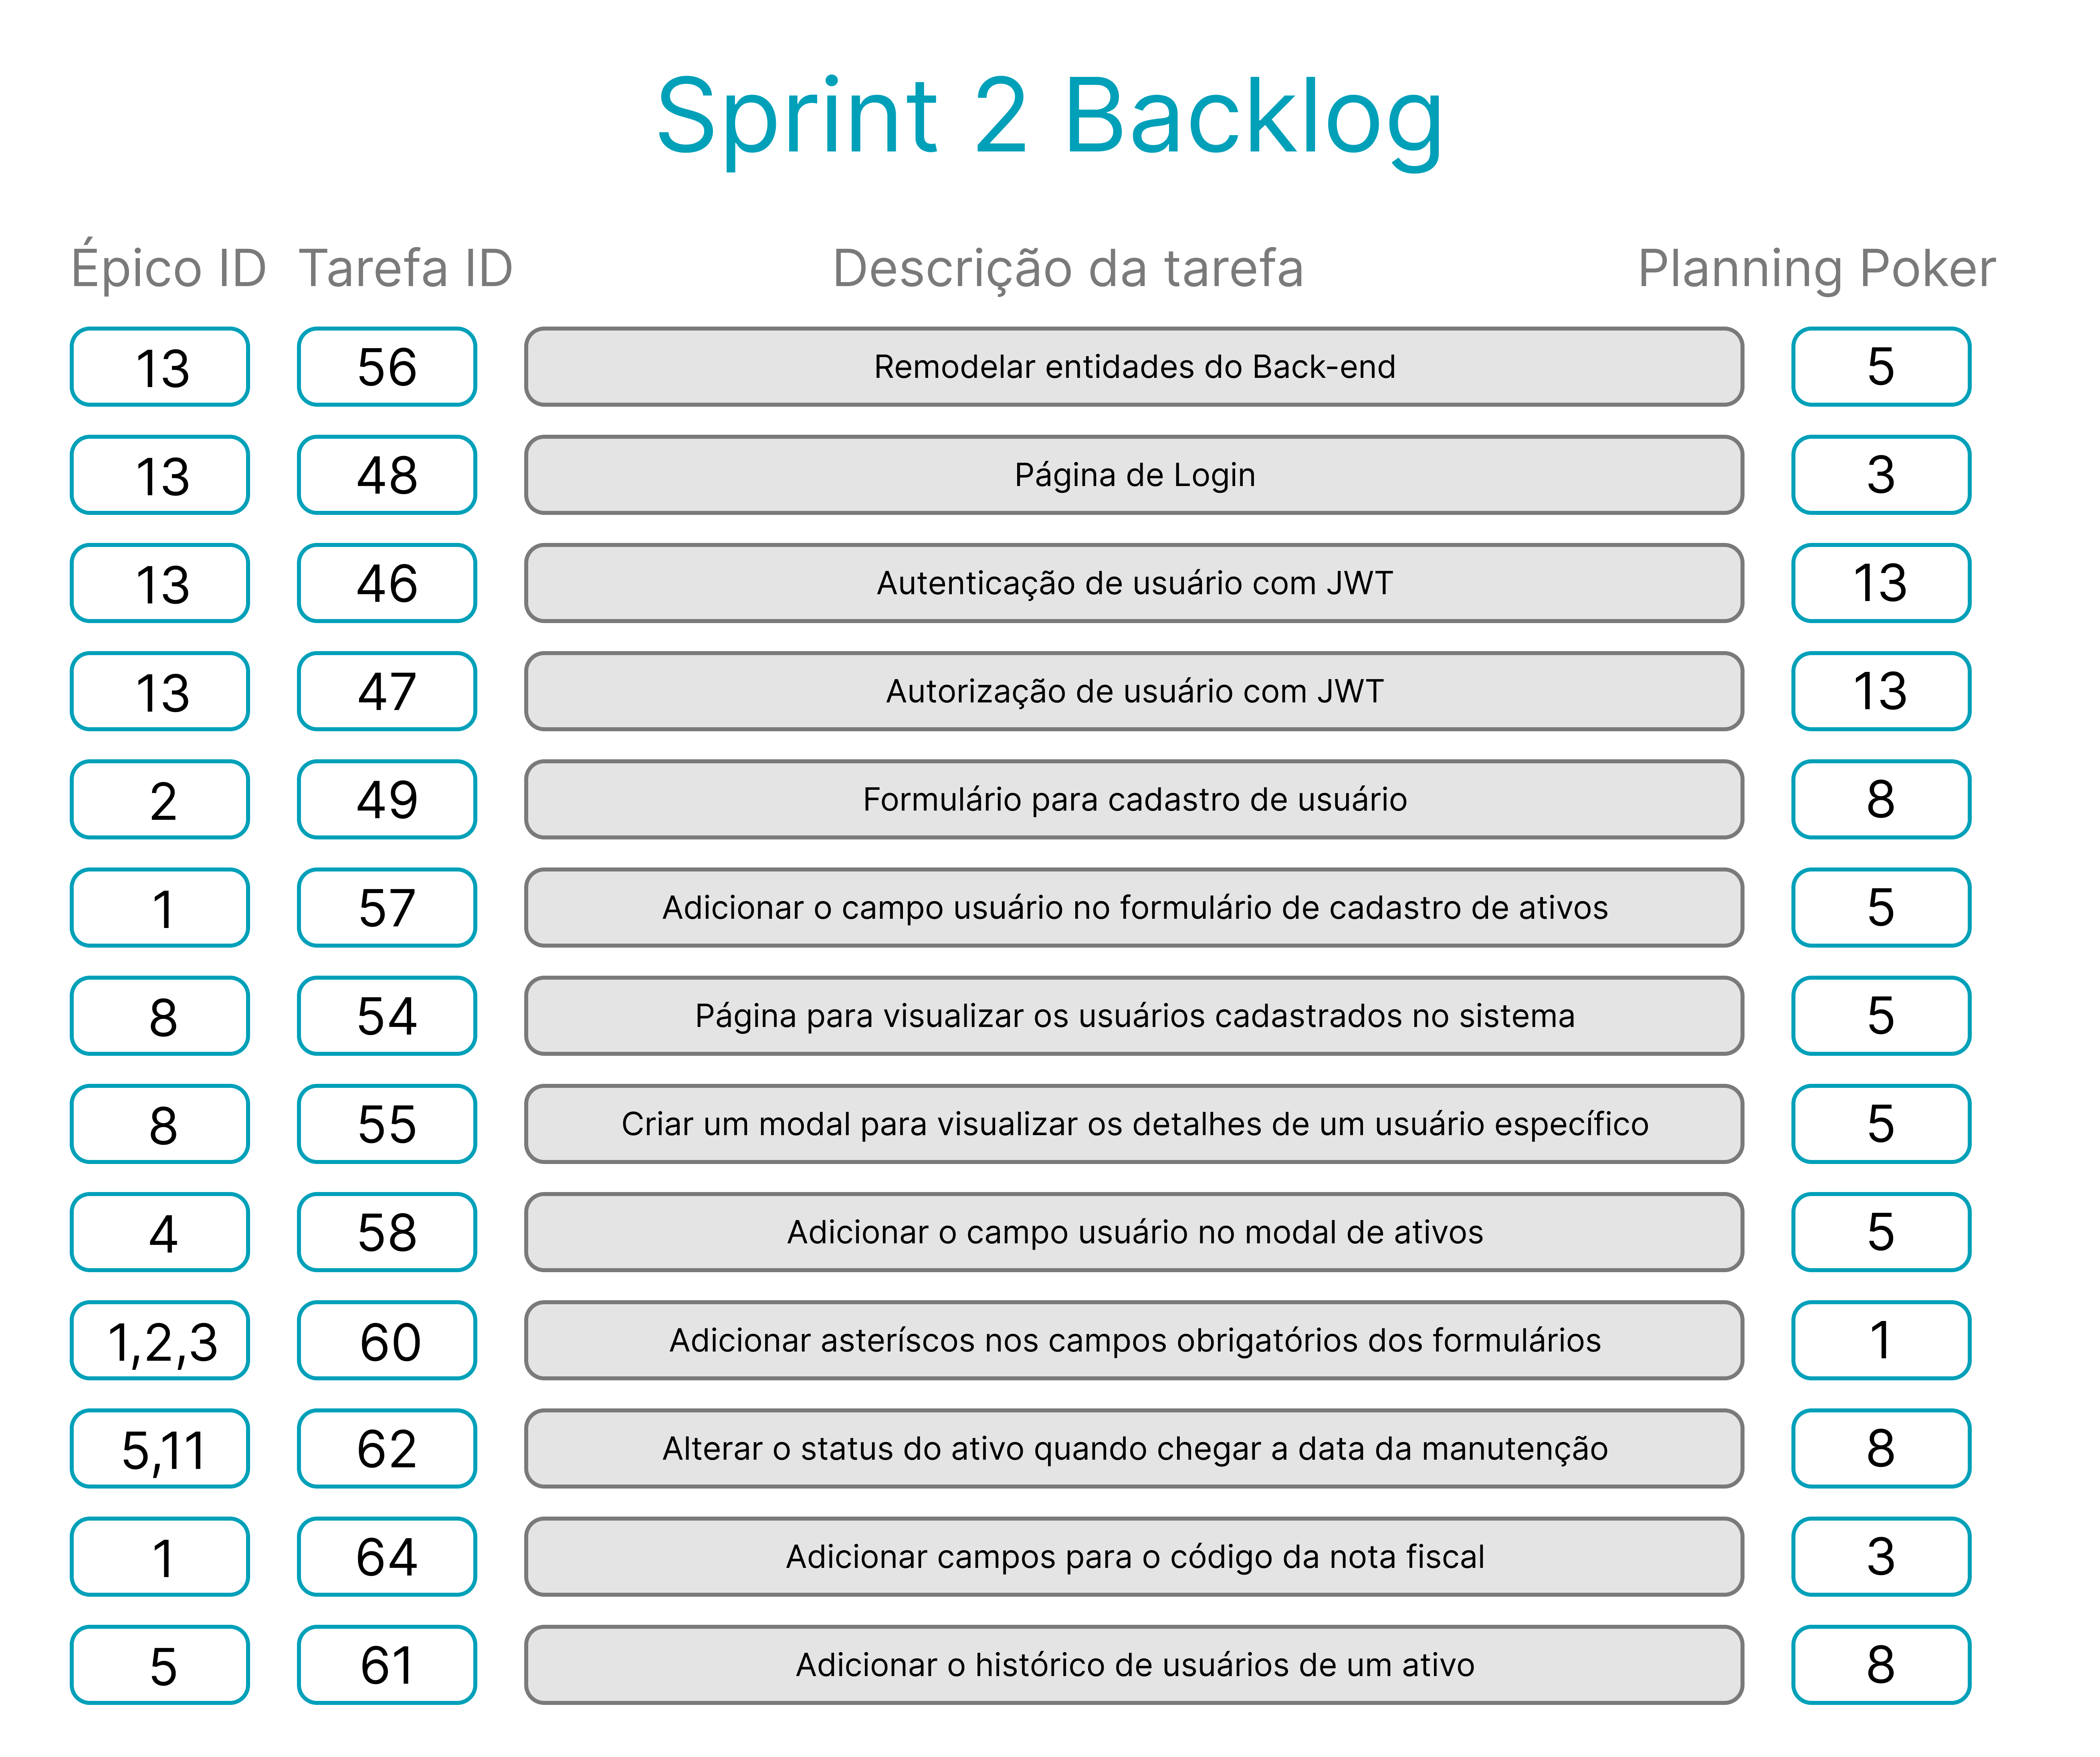 Sprint 2 Backlog
Épico ID Tarefa ID Descrição da tarefa Planning Poker
13 56 Remodelar entidades do Back-end 5
13 48 Página de Login 3
13 46 Autenticação de usuário com JWT 13
13 47 Autorização de usuário com JWT 13
2 49 Formulário para cadastro de usuário 8
1 57 Adicionar o campo usuário no formulário de cadastro de ativos 5
8 54 Página para visualizar os usuários cadastrados no sistema 5
8 55 Criar um modal para visualizar os detalhes de um usuário específico 5
4 58 Adicionar o campo usuário no modal de ativos 5
1,2,3 60 Adicionar asteríscos nos campos obrigatórios dos formulários 1
5,11 62 Alterar o status do ativo quando chegar a data da manutenção 8
1 64 Adicionar campos para o código da nota fiscal 3
5 61 Adicionar o histórico de usuários de um ativo 8